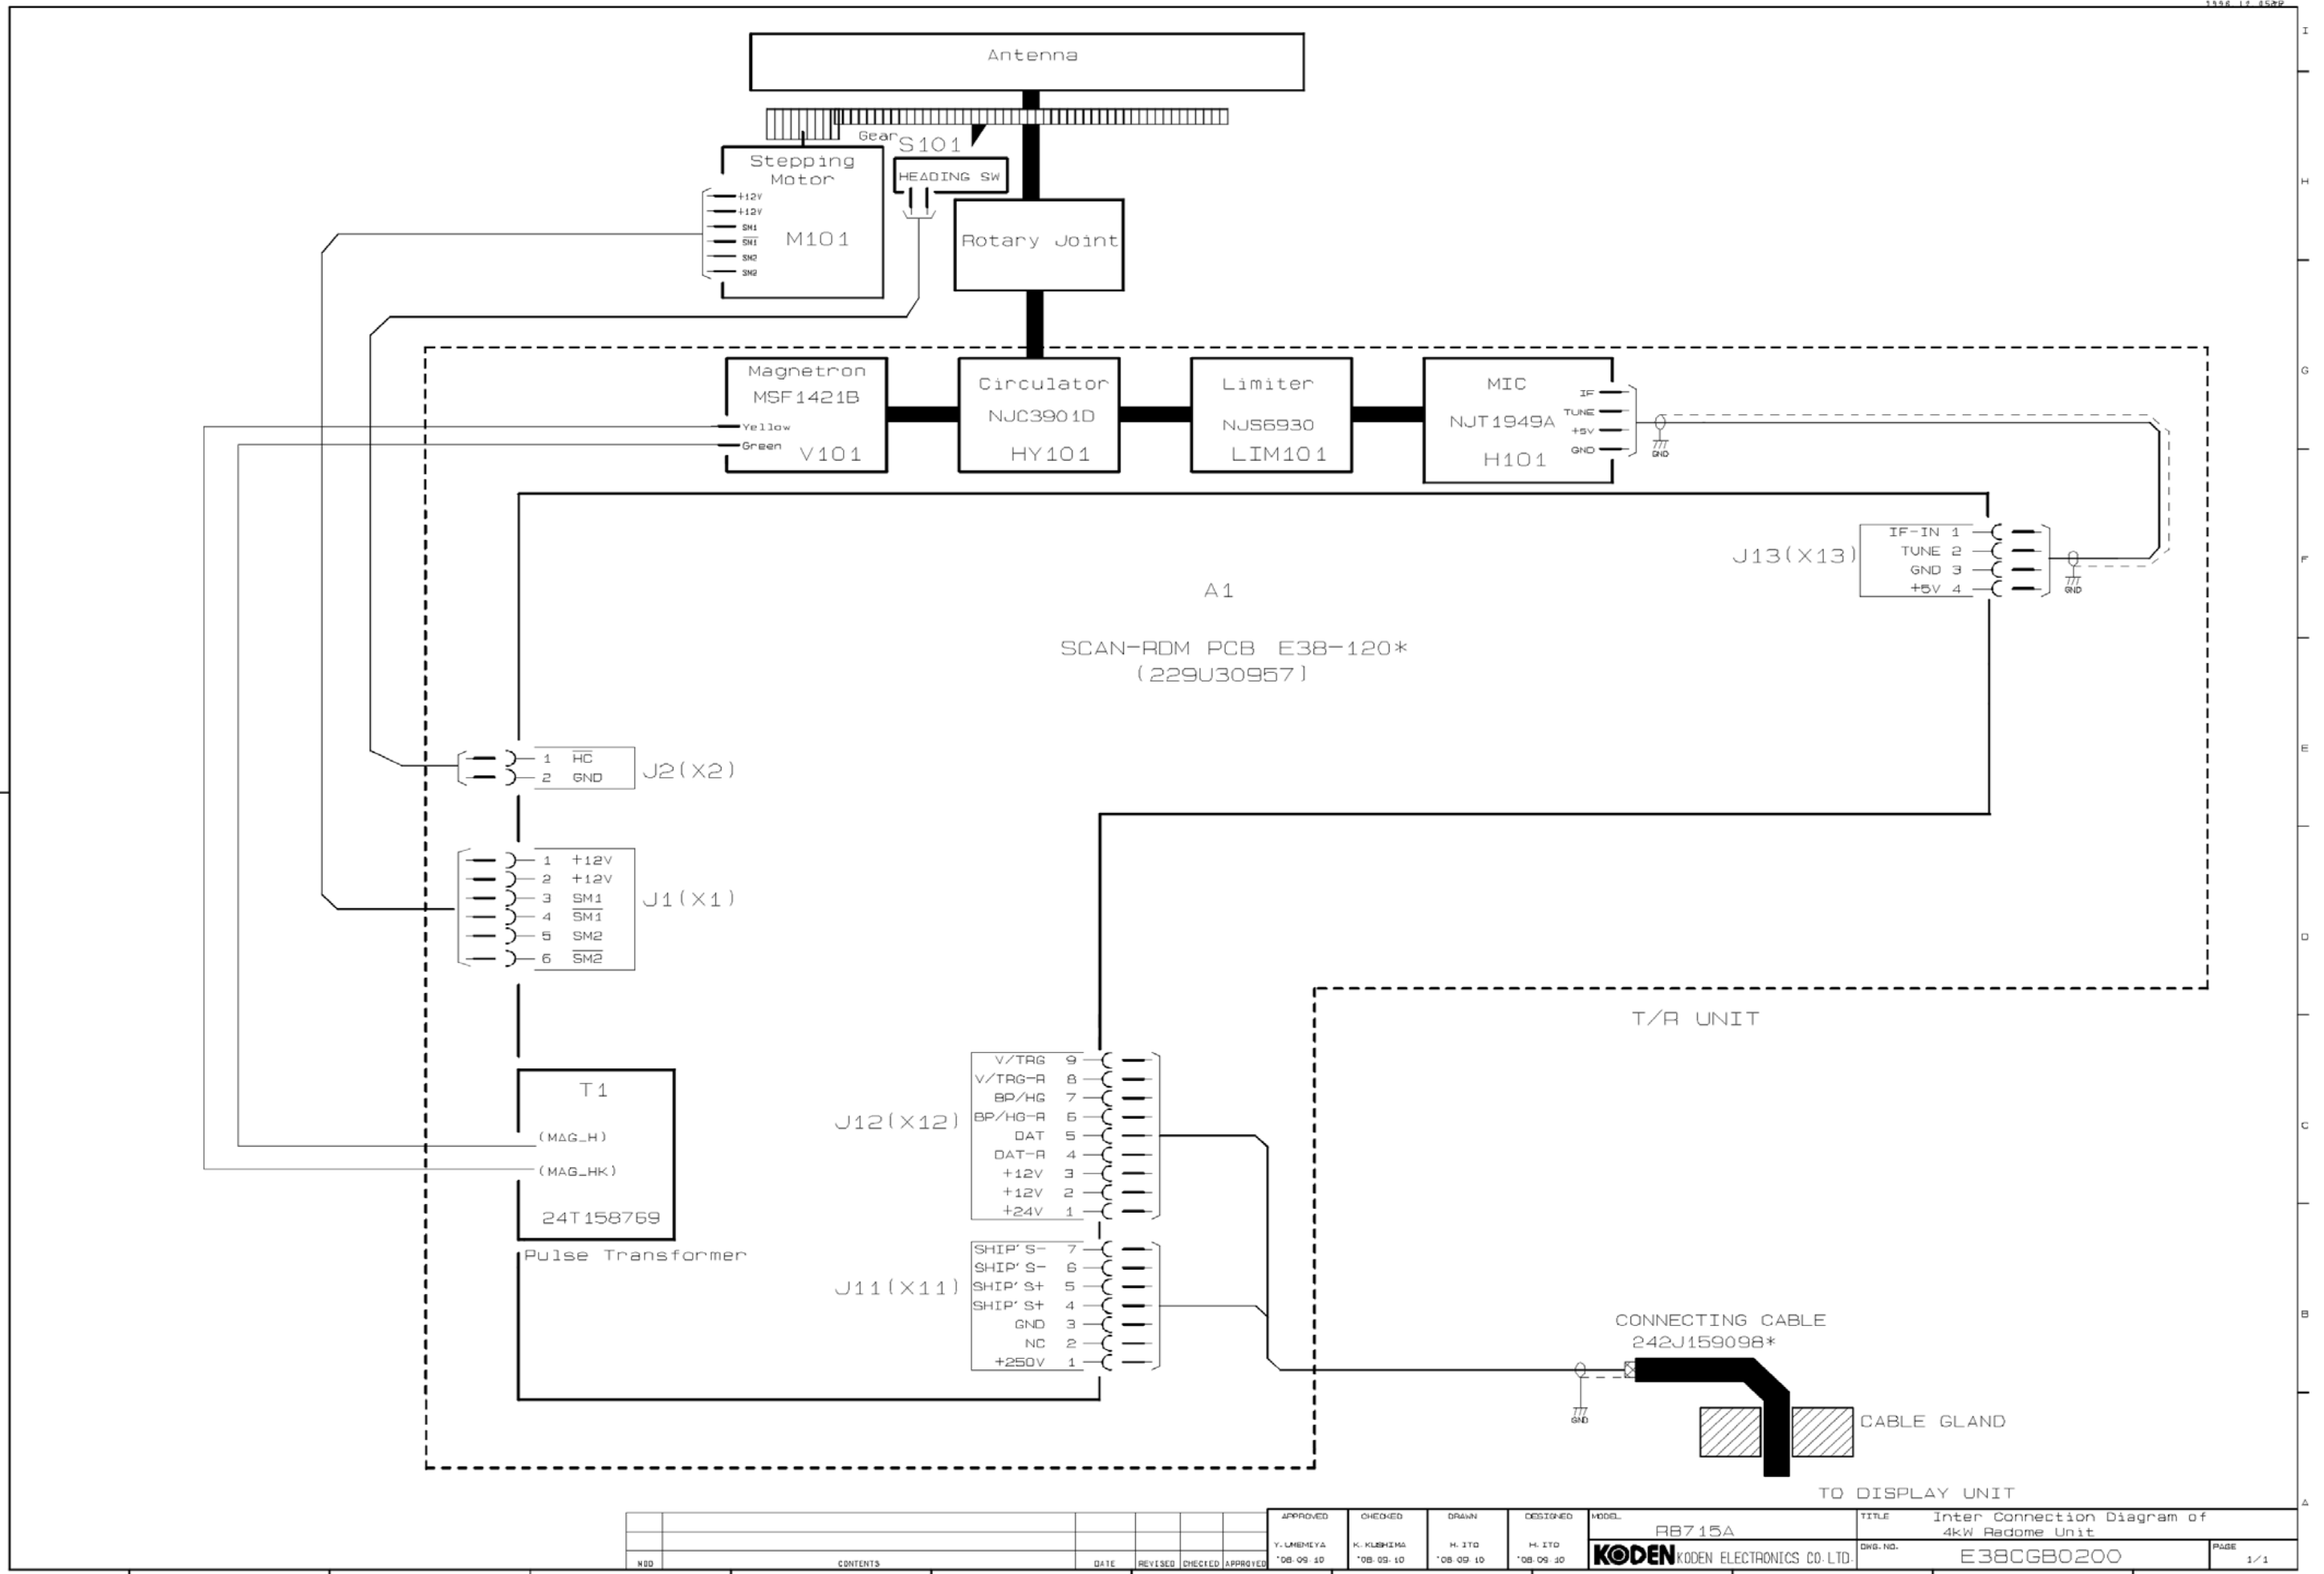 I
Antenna
Gear
S101
Stepping
Motor
HEADING SW
H
+12V
+12V
SM1
SM1
SM2
SM2
M101
Rotary Joint
Magnetron
MSF1421B
Yellow
Green
V101
Circulator
NJC3901D
HY101
Limiter
NJS6930
LIM101
MIC
NJT1949A
H101
IF
TUNE
+5V
GND
GND
G
J13(X13)
IF-IN 1
TUNE 2
GND 3
+5V 4
GND
F
A1
SCAN-RDM PCB E38-120*
(229U30957)
E
1 HC
2 GND
J2(X2)
1 +12V
2 +12V
3 SM1
4 SM1
5 SM2
6 SM2
J1(X1)
D
T/R UNIT
T1
(MAG_H)
(MAG_HK)
24T158769
Pulse Transformer
J12(X12)
V/TRG 9
V/TRG-R 8
BP/HG 7
BP/HG-R 6
DAT 5
DAT-R 4
+12V 3
+12V 2
+24V 1
C
J11(X11)
SHIP'S- 7
SHIP'S- 6
SHIP'S+ 5
SHIP'S+ 4
GND 3
NC 2
+250V 1
B
CONNECTING CABLE
242J159098*
GND
CABLE GLAND
TO DISPLAY UNIT
A
CONTENTS DATE REVISED CHECKED APPROVED
APPROVED CHECKED DRAWN DESIGNED
Y. UMEMIYA K. KUSHIMA H. ITO H. ITO
'08.09.10 '08.09.10 '08.09.10 '08.09.10
MODEL
RB715A
KODEN KODEN ELECTRONICS CO. LTD.
TITLE Inter Connection Diagram of
4kW Radome Unit
DWG. NO. E38CGB0200
PAGE 1/1